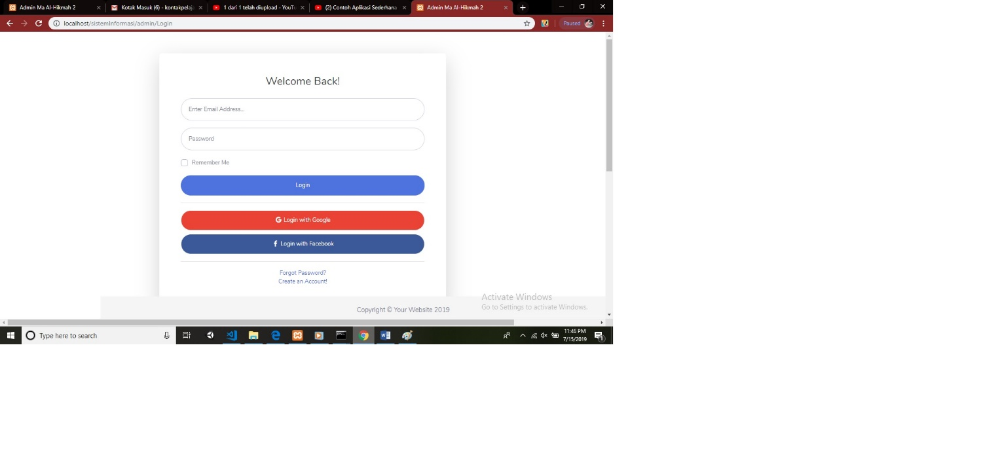 Admin Ma Al-Hikmah 2
Kotak Masuk (6) - kontakpelaja
1 dari 1 telah diupload - YouTu
(2) Contoh Aplikasi Sederhana
Admin Ma Al-Hikmah 2
localhost/sistemInformasi/admin/Login
Paused
Welcome Back!
Enter Email Address...
Password
Remember Me
Login
Login with Google
Login with Facebook
Forgot Password?
Create an Account!
Activate Windows
Go to Settings to activate Windows.
Copyright © Your Website 2019
Type here to search
11:46 PM
7/15/2019
1